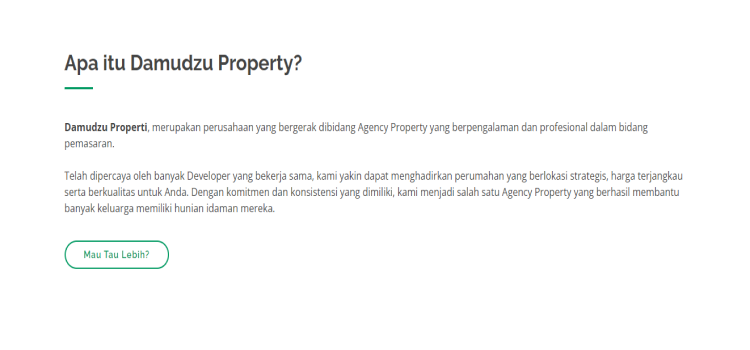 Apa itu Damudzu Property?
Damudzu Properti, merupakan perusahaan yang bergerak dibidang Agency Property yang berpengalaman dan profesional dalam bidang
pemasaran.
Telah dipercaya oleh banyak Developer yang bekerja sama, kami yakin dapat menghadirkan perumahan yang berlokasi strategis, harga terjangkau
serta berkualitas untuk Anda. Dengan komitmen dan konsistensi yang dimiliki, kami menjadi salah satu Agency Property yang berhasil membantu
banyak keluarga memiliki hunian idaman mereka.
Mau Tau Lebih?